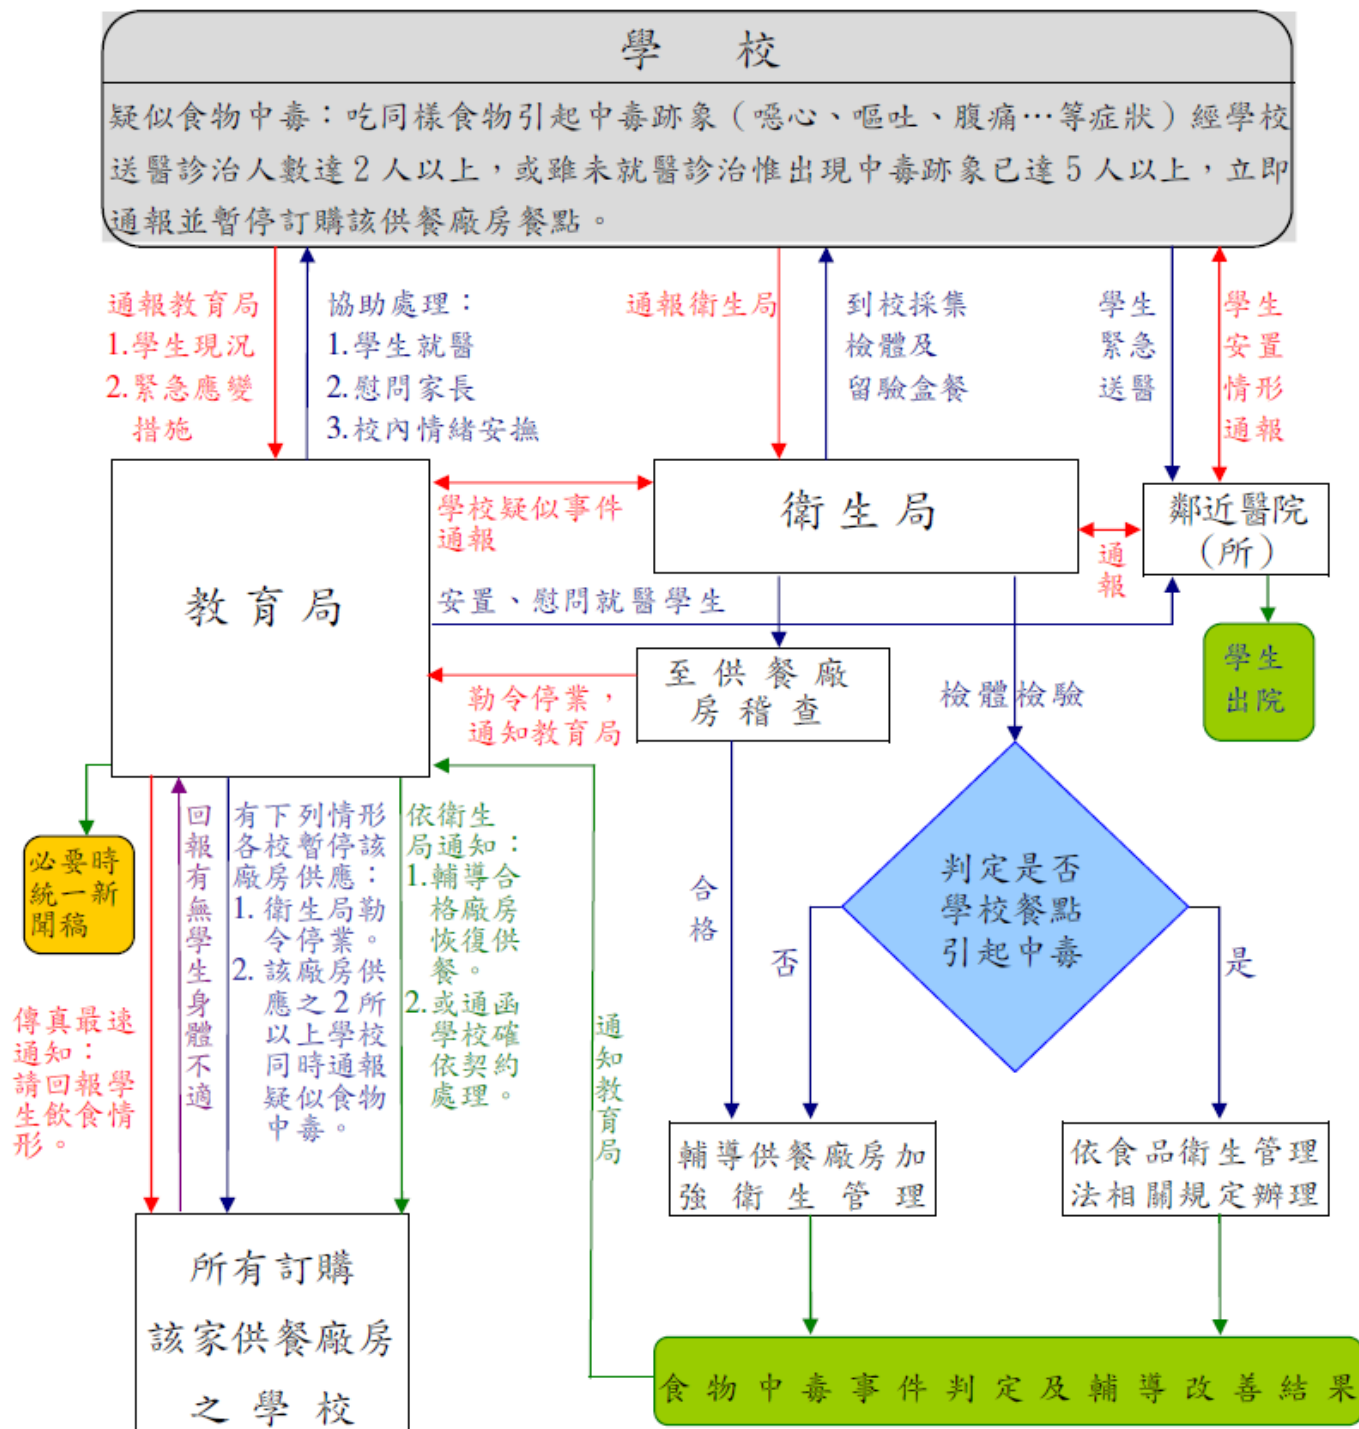 學校
疑似食物中毒：吃同樣食物引起中毒跡象（噁心、嘔吐、腹痛…等症狀）經學校
送醫診治人數達2人以上，或雖未就醫診治惟出現中毒跡象已達5人以上，立即
通報並暫停訂購該供餐廠房餐點。
通報教育局
1.學生現況
2.緊急應變
措施
協助處理：
1.學生就醫
2.慰問家長
3.校內情緒安撫
通報衛生局
到校採集
檢體及
留驗盒餐
學生
緊急
送醫
學生
安置
情形
通報
教育局
學校疑似事件
通報
衛生局
通
報
鄰近醫院
（所）
安置、慰問就醫學生
至供餐廠
房稽查
勒令停業，
通知教育局
檢體檢驗
學生
出院
必要時
統一新
聞稿
傳真最速
通知：
請回報學
生飲食情
形。
回報有無學生身體不適
有下列情形
各校暫停該
廠房供應：
1. 衛生局勒
令停業。
2. 該廠房供
應之2所
以上學校
同時通報
疑似食物
中毒。
依衛生
局通知：
1.輔導合
格廠房
恢復供
餐。
2.或通函
學校確
依契約
處理。
通知教育局
合格
判定是否
學校餐點
引起中毒
否
是
輔導供餐廠房加
強衛生管理
依食品衛生管理
法相關規定辦理
所有訂購
該家供餐廠房
之學校
食物中毒事件判定及輔導改善結果